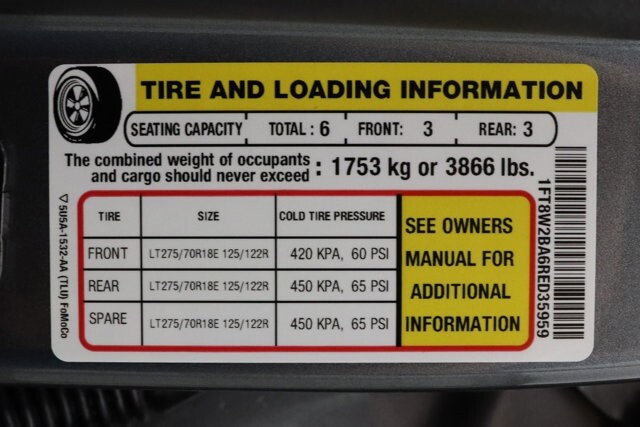 TIRE AND LOADING INFORMATION
SEATING CAPACITY TOTAL : 6 FRONT: 3 REAR: 3
The combined weight of occupants and cargo should never exceed : 1753 kg or 3866 lbs.
TIRE SIZE COLD TIRE PRESSURE
FRONT LT275/70R18E 125/122R 420 KPA, 60 PSI
REAR LT275/70R18E 125/122R 450 KPA, 65 PSI
SPARE LT275/70R18E 125/122R 450 KPA, 65 PSI
SEE OWNERS
MANUAL FOR
ADDITIONAL
INFORMATION
5U5A-1532-AA (TLU) FoMoCo
1FT8W2BA6RED35959